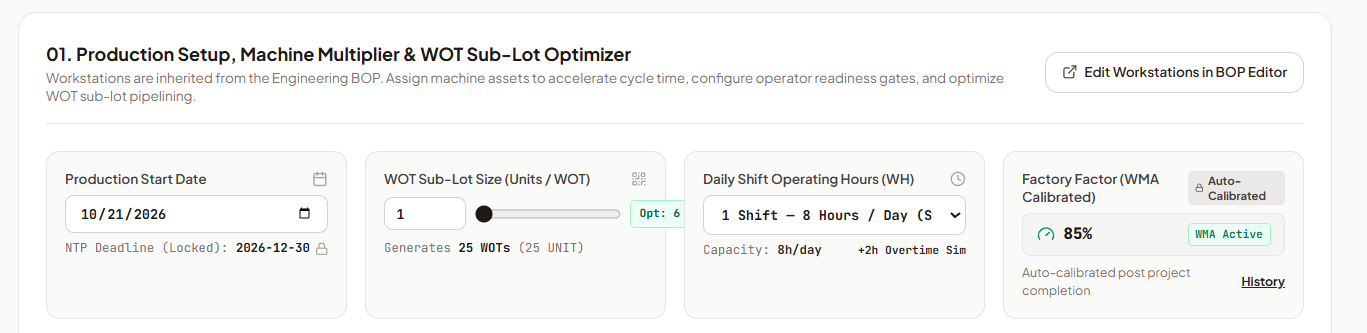 01. Production Setup, Machine Multiplier & WOT Sub-Lot Optimizer
Workstations are inherited from the Engineering BOP. Assign machine assets to accelerate cycle time, configure operator readiness gates, and optimize
WOT sub-lot pipelining.
Edit Workstations in BOP Editor
Production Start Date
10/21/2026
NTP Deadline (Locked): 2026-12-30
WOT Sub-Lot Size (Units / WOT)
1
Opt: 6
Generates 25 WOTs (25 UNIT)
Daily Shift Operating Hours (WH)
1 Shift — 8 Hours / Day (S
Capacity: 8h/day
+2h Overtime Sim
Factory Factor (WMA
Calibrated)
Auto-
Calibrated
85%
WMA Active
Auto-calibrated post project
completion
History